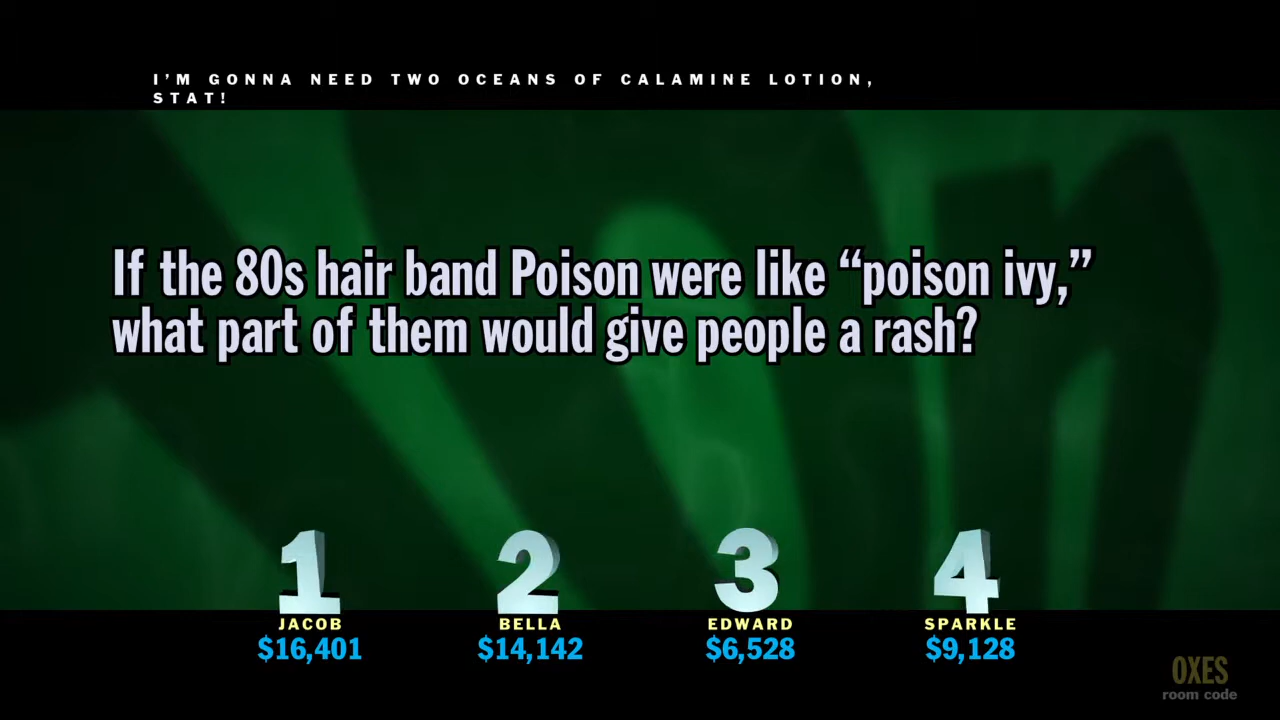 I'M GONNA NEED TWO OCEANS OF CALAMINE LOTION,
STAT!
If the 80s hair band Poison were like “poison ivy,”
what part of them would give people a rash?
1 2 3 4
JACOB BELLA EDWARD SPARKLE
$16,401 $14,142 $6,528 $9,128
OXES
room code